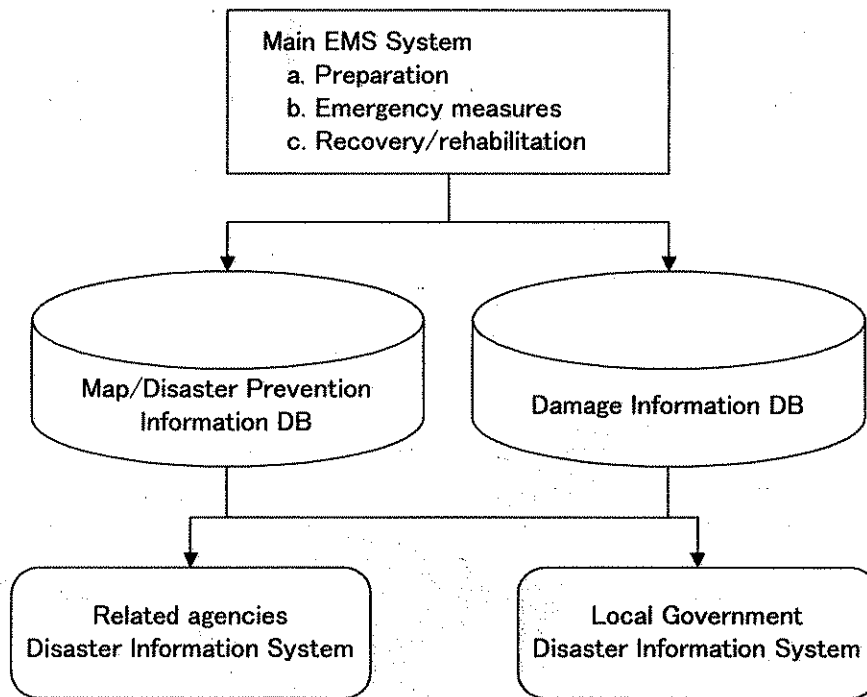 Main EMS System
a. Preparation
b. Emergency measures
c. Recovery/rehabilitation
Map/Disaster Prevention
Information DB
Damage Information DB
Related agencies
Disaster Information System
Local Government
Disaster Information System